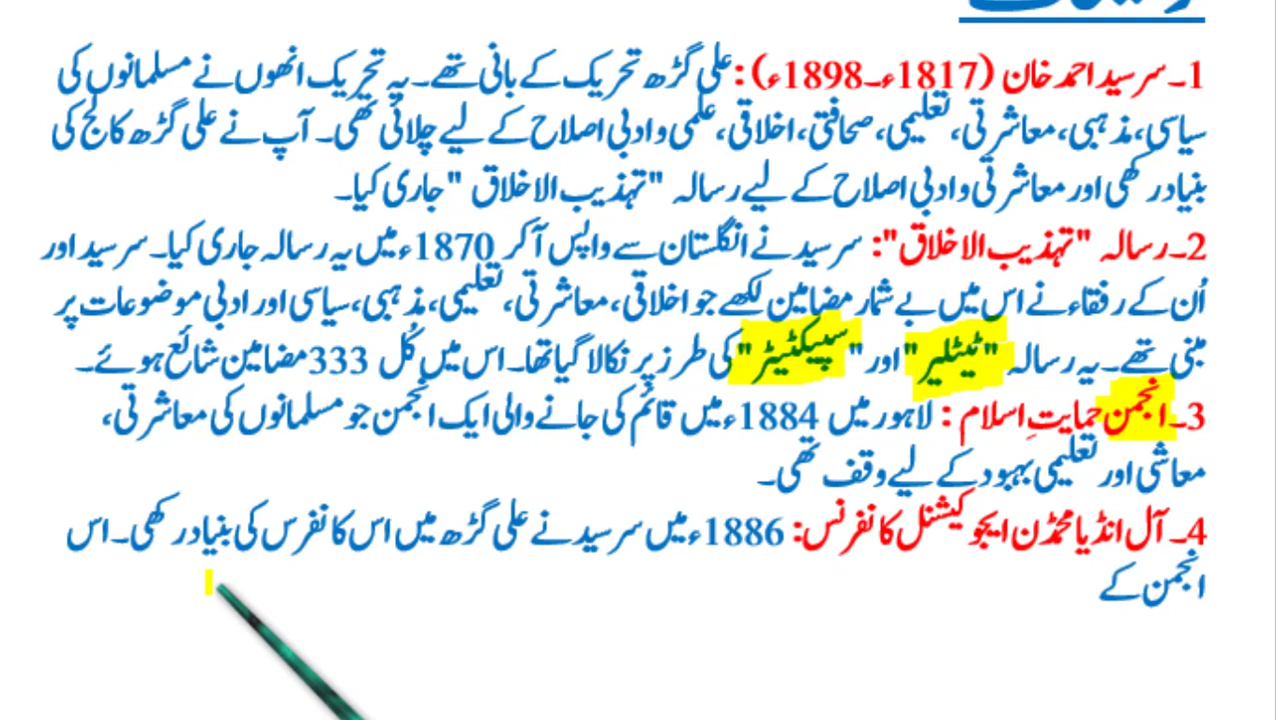 1۔سرسید احمد خان (1817ء۔1898ء): علی گڑھ تحریک کے بانی تھے۔ یہ تحریک انھوں نے مسلمانوں کی
سیاسی، مذہبی، معاشرتی، تعلیمی، صحافتی، اخلاقی، علمی و ادبی اصلاح کے لیے چلائی تھی۔ آپ نے علی گڑھ کالج کی
بنیاد رکھی اور معاشرتی و ادبی اصلاح کے لیے رسالہ "تہذیب الاخلاق" جاری کیا۔
2۔رسالہ "تہذیب الاخلاق": سرسید نے انگلستان سے واپس آکر 1870ء میں یہ رسالہ جاری کیا۔ سرسید اور
اُن کے رفقاء نے اس میں بے شمار مضامین لکھے جو اخلاقی، معاشرتی، تعلیمی، مذہبی، سیاسی اور ادبی موضوعات پر
مبنی تھے۔ یہ رسالہ "ٹیٹلیر" اور "سپیکٹیٹر" کی طرز پر نکالا گیا تھا۔ اس میں کُل 333 مضامین شائع ہوئے۔
3۔انجمن حمایتِ اسلام: لاہور میں 1884ء میں قائم کی جانے والی ایک انجمن جو مسلمانوں کی معاشرتی،
معاشی اور تعلیمی بہبود کے لیے وقف تھی۔
4۔آل انڈیا محمڈن ایجوکیشنل کانفرنس: 1886ء میں سرسید نے علی گڑھ میں اس کانفرس کی بنیاد رکھی۔ اس
انجمن کے